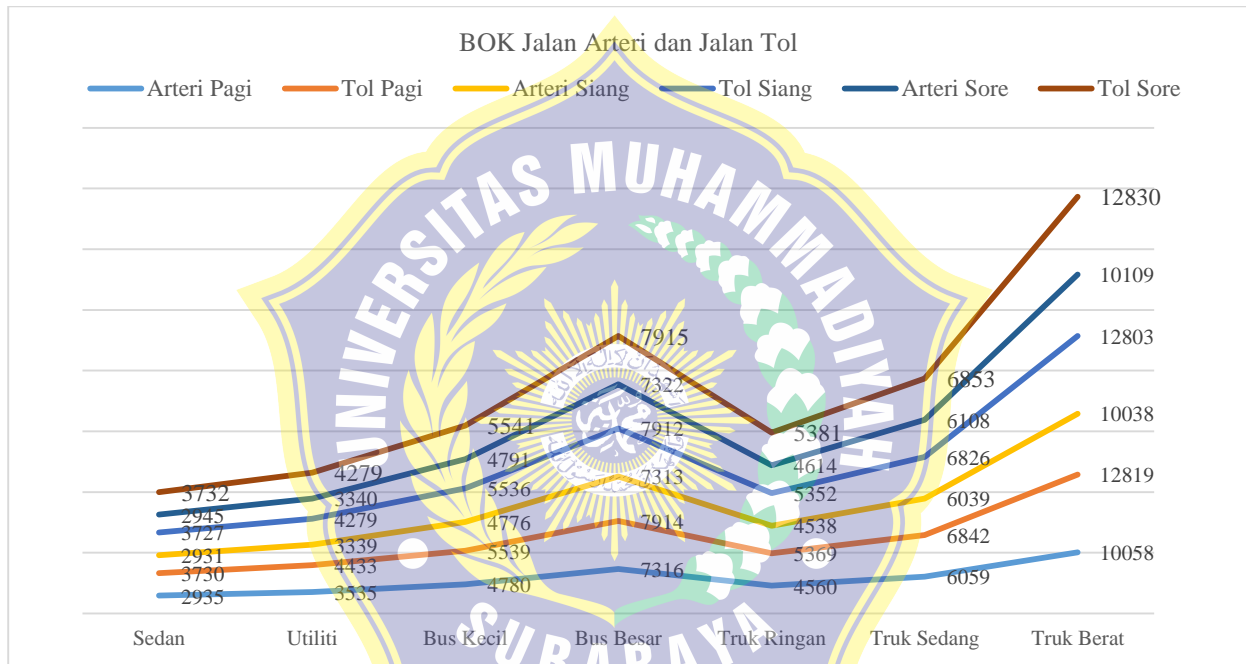 BOK Jalan Arteri dan Jalan Tol
Arteri Pagi Tol Pagi Arteri Siang Tol Siang Arteri Sore Tol Sore
UNIVERSITAS MUHAMMADIYAH
SURABAYA
3732 4279 5541 7915 5381 6853 12830
2945 3340 4791 7322 4614 6108 10109
3727 4279 5536 7912 5352 6826 12803
2931 3339 4776 7313 4538 6039 10038
3730 4433 5539 7914 5369 6842 12819
2935 3535 4780 7316 4560 6059 10058
Sedan Utiliti Bus Kecil Bus Besar Truk Ringan Truk Sedang Truk Berat